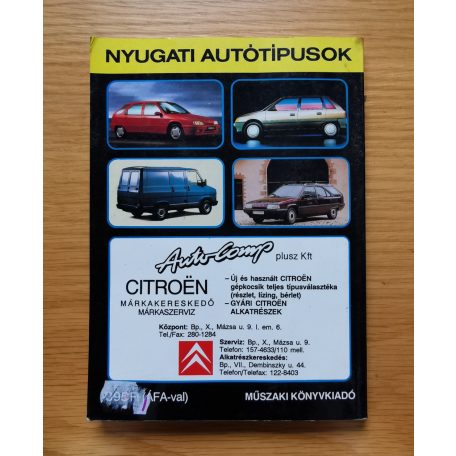 NYUGATI AUTÓTÍPUSOK
Auto-Comp plusz Kft
CITROËN
MÁRKAKERESKEDŐ
MÁRKASZERVIZ
– Új és használt CITROËN
gépkocsik teljes típusválasztéka
(részlet, lízing, bérlet)
– GYÁRI CITROËN
ALKATRÉSZEK
Központ: Bp., X., Mázsa u. 9. I. em. 6.
Tel./Fax: 280-1284
Szerviz: Bp., X., Mázsa u. 9.
Telefon: 157-4633/110 mell.
Alkatrészkereskedés:
Bp., VII., Dembinszky u. 44.
Telefon/Telefax: 122-8403
(ÁFA-val)
MŰSZAKI KÖNYVKIADÓ